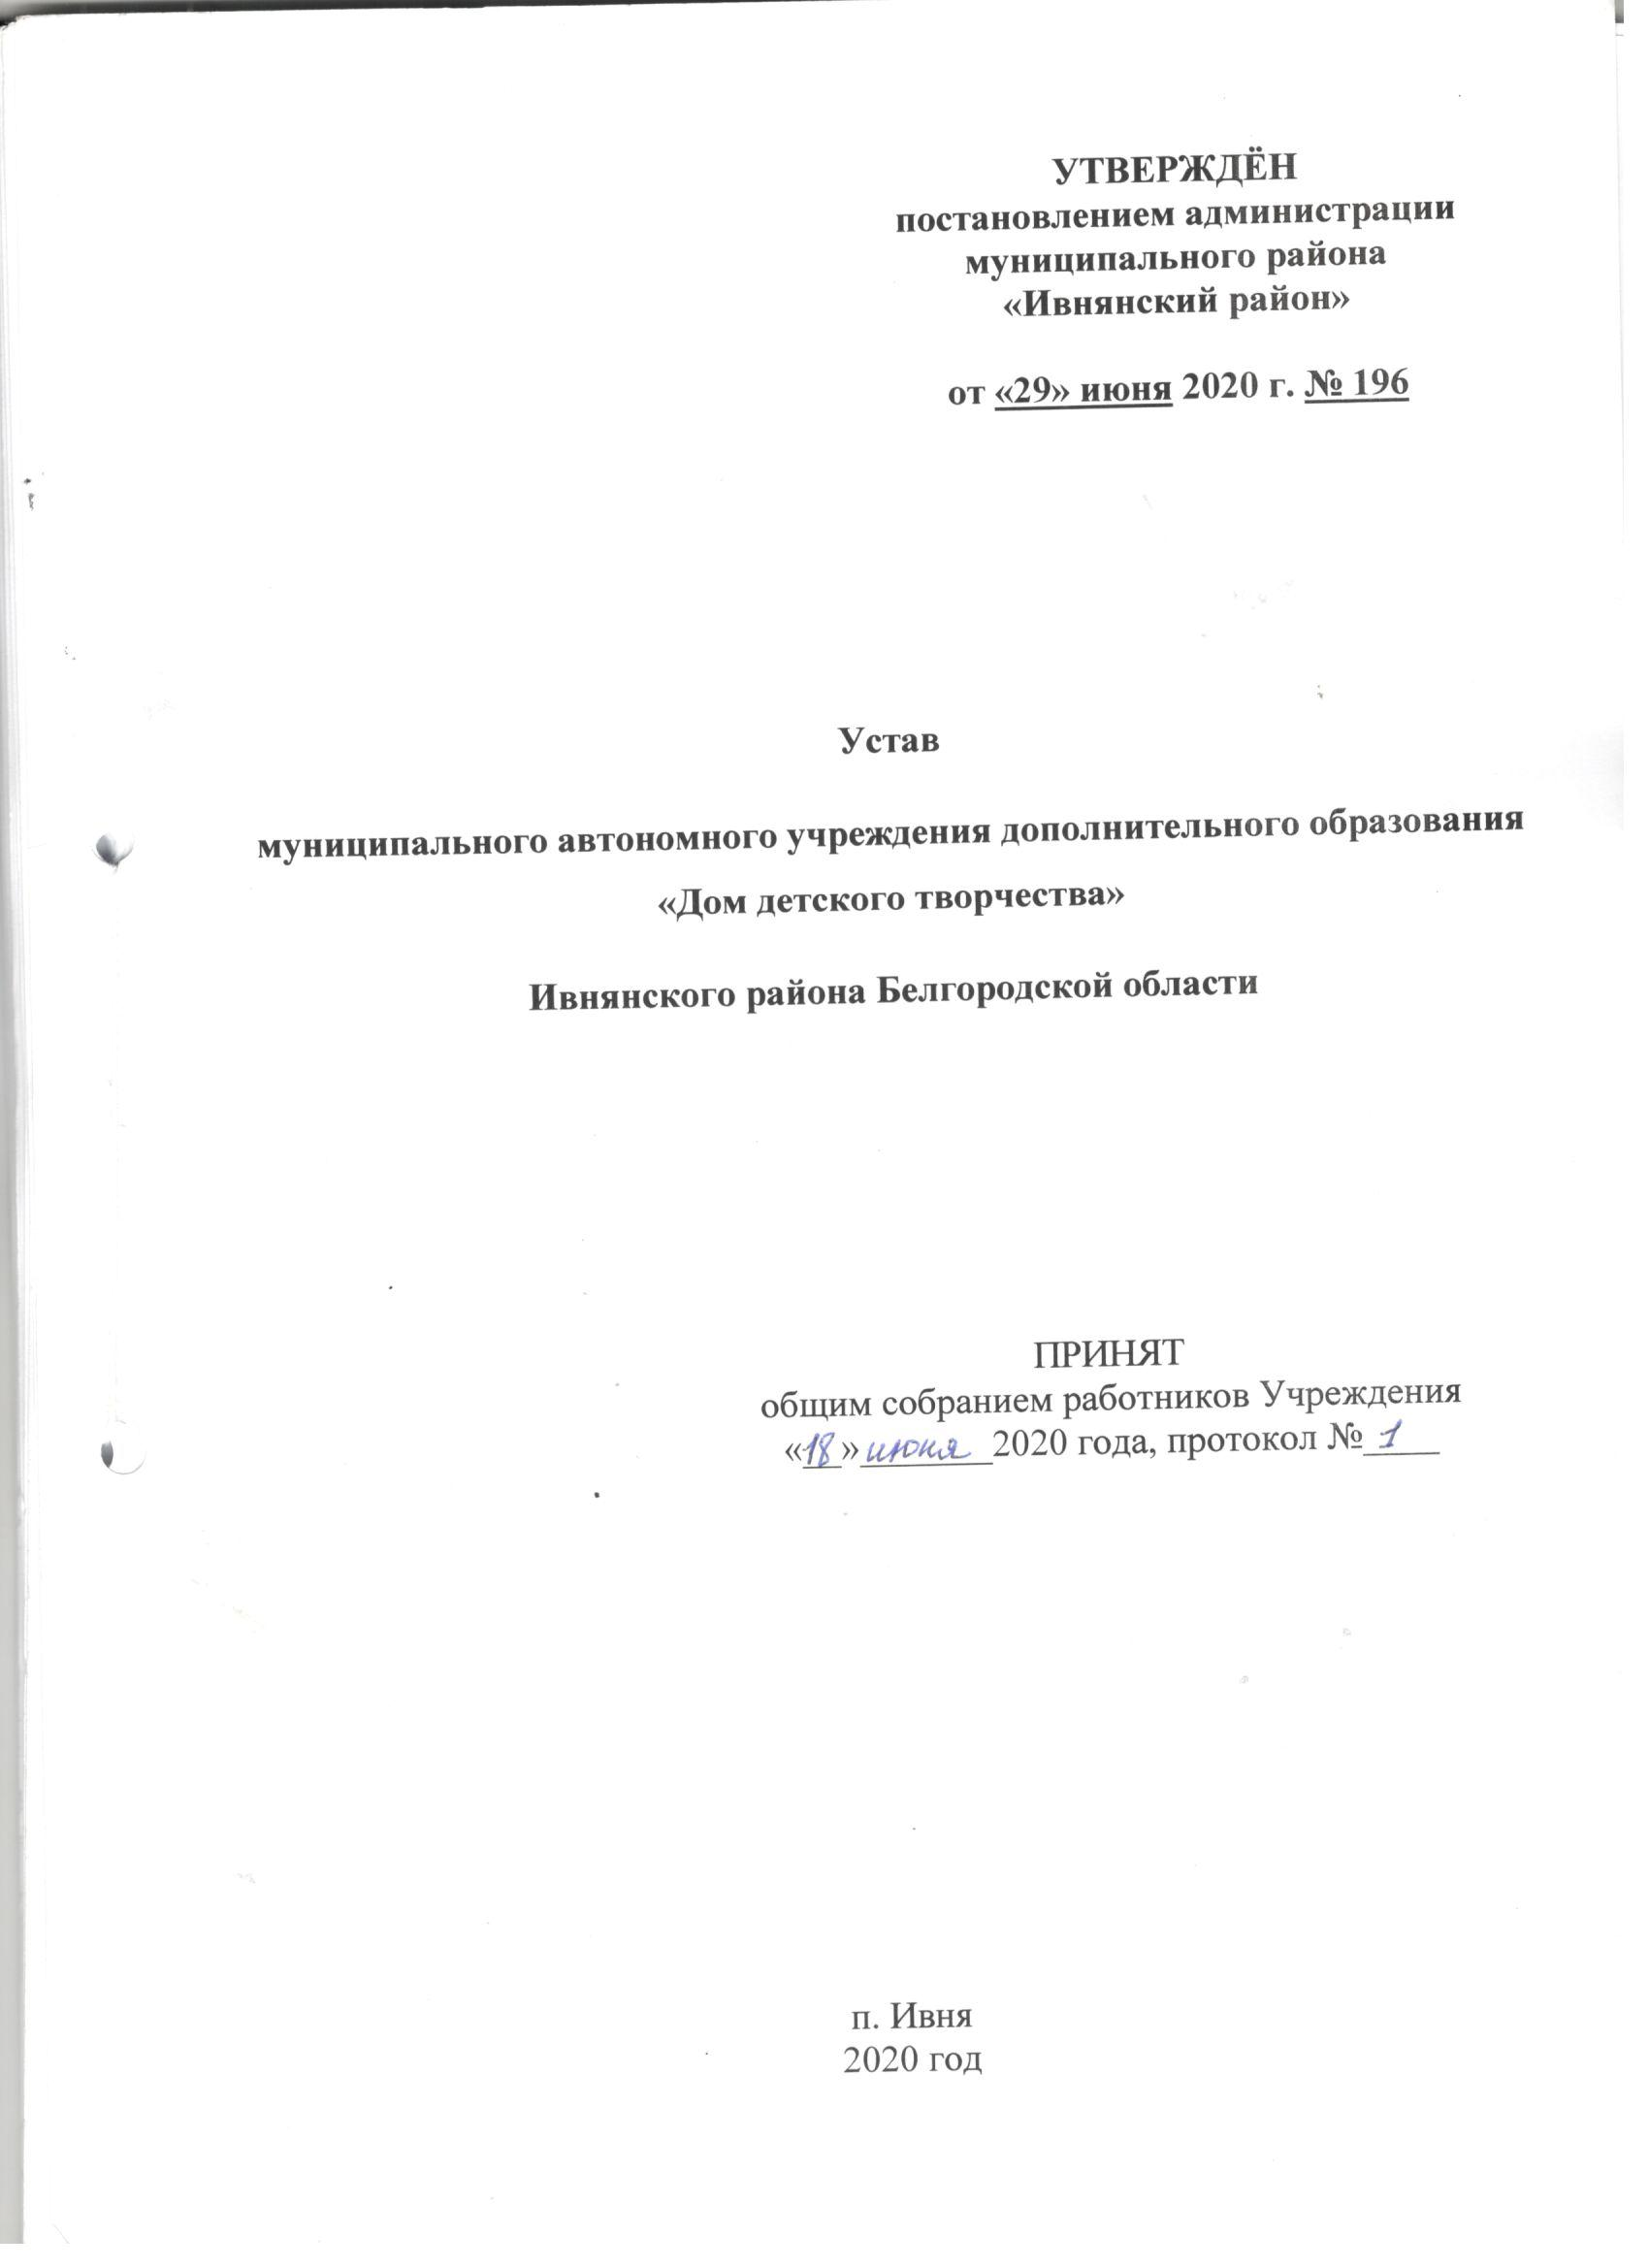 УТВЕРЖДЁН
постановлением администрации
муниципального района
«Ивнянский район»
от «29» июня 2020 г. № 196
Устав
муниципального автономного учреждения дополнительного образования
«Дом детского творчества»
Ивнянского района Белгородской области
ПРИНЯТ
общим собранием работников Учреждения
«18» июня 2020 года, протокол № 1
п. Ивня
2020 год